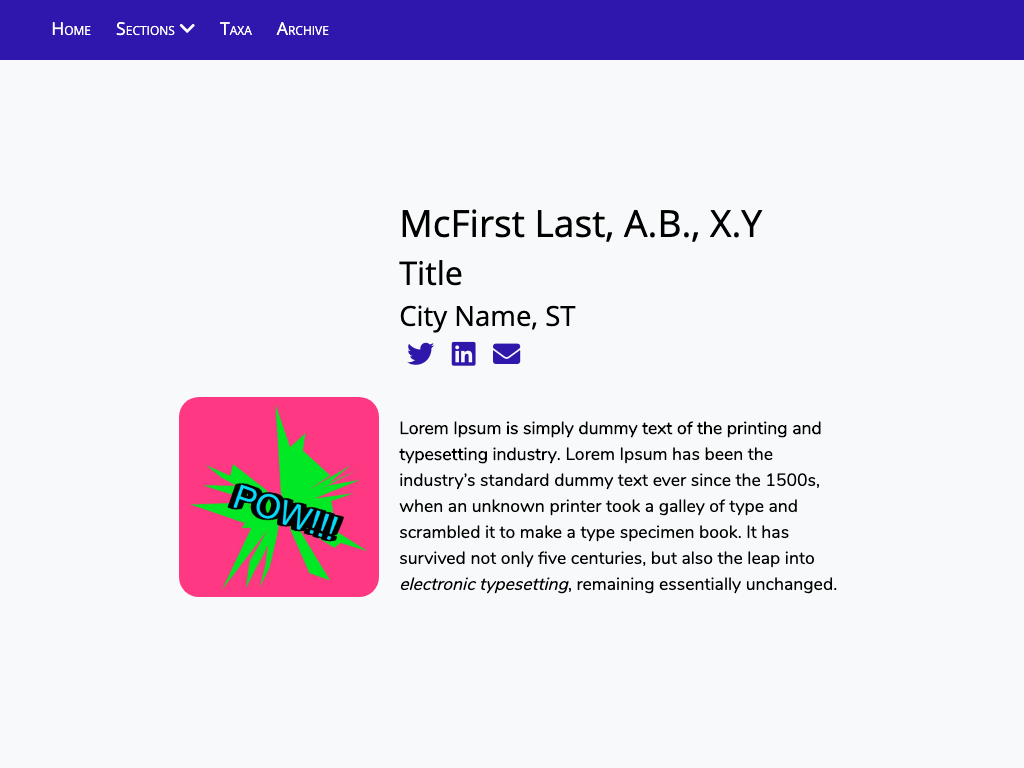 Home Sections Taxa Archive
McFirst Last, A.B., X.Y
Title
City Name, ST
in
POW!!!
Lorem Ipsum is simply dummy text of the printing and
typesetting industry. Lorem Ipsum has been the
industry’s standard dummy text ever since the 1500s,
when an unknown printer took a galley of type and
scrambled it to make a type specimen book. It has
survived not only five centuries, but also the leap into
electronic typesetting, remaining essentially unchanged.